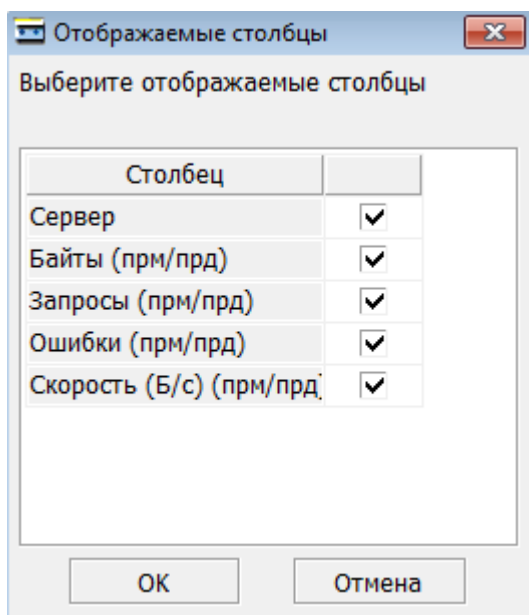 Отображаемые столбцы
Выберите отображаемые столбцы
Столбец
Сервер
Байты (прм/прд)
Запросы (прм/прд)
Ошибки (прм/прд)
Скорость (Б/с) (прм/прд)
ОК Отмена